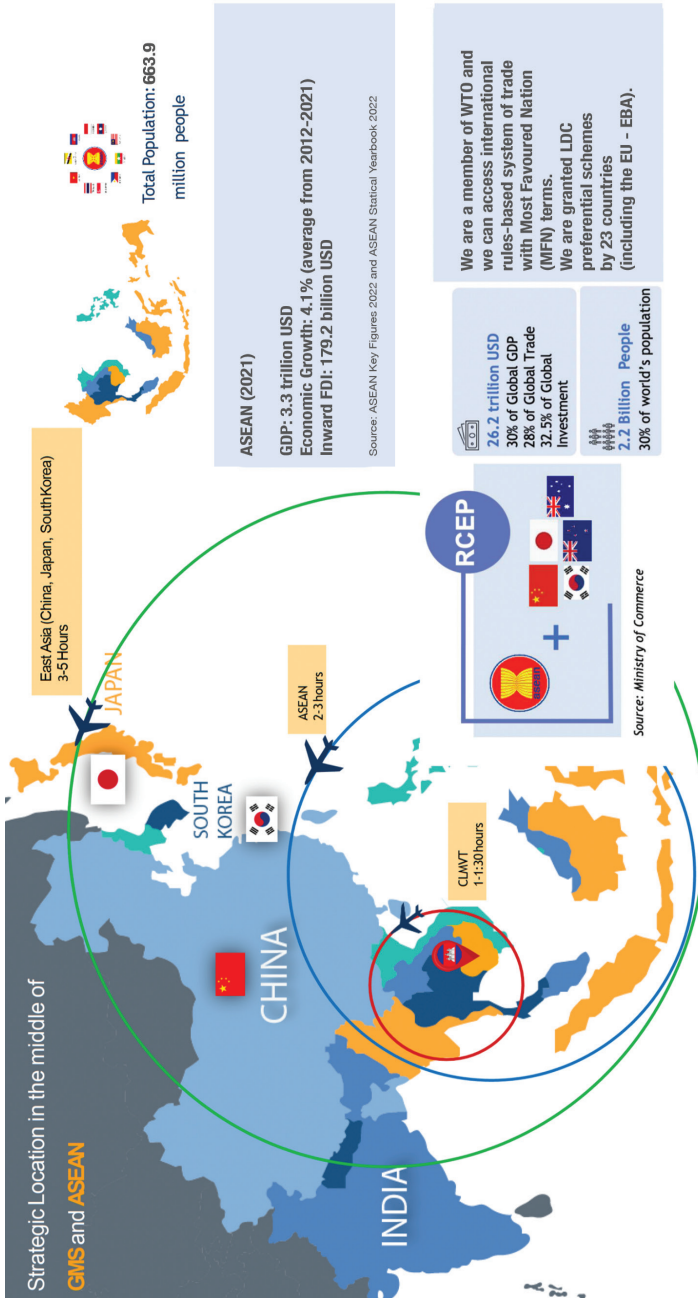 Strategic Location in the middle of
GMS and ASEAN
East Asia (China, Japan, SouthKorea)
3-5 Hours
JAPAN
SOUTH
KOREA
CHINA
INDIA
ASEAN
2-3 hours
CLMVT
1-1:30 hours
Total Population: 663.9
million people
ASEAN (2021)
GDP: 3.3 trillion USD
Economic Growth: 4.1% (average from 2012-2021)
Inward FDI: 179.2 billion USD
Source: ASEAN Key Figures 2022 and ASEAN Statical Yearbook 2022
RCEP
asean
+
Source: Ministry of Commerce
26.2 trillion USD
30% of Global GDP
28% of Global Trade
32.5% of Global
Investment
2.2 Billion People
30% of world's population
We are a member of WTO and
we can access international
rules-based system of trade
with Most Favoured Nation
(MFN) terms.
We are granted LDC
preferential schemes
by 23 countries
(including the EU - EBA).